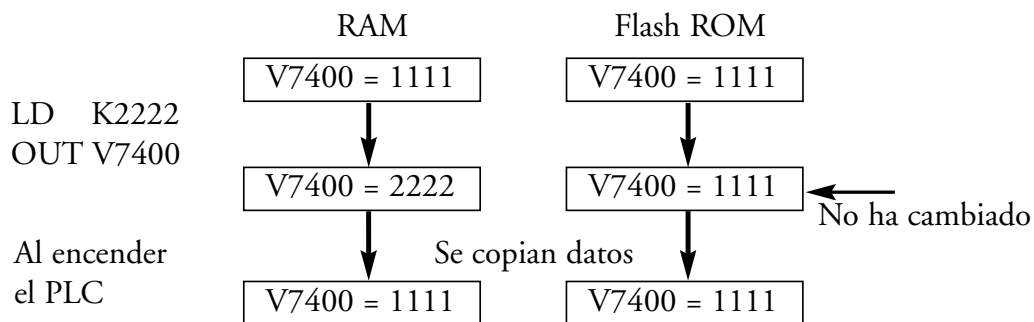 RAM Flash ROM
V7400 = 1111 V7400 = 1111
LD K2222
OUT V7400
V7400 = 2222 V7400 = 1111
No ha cambiado
Al encender
el PLC
Se copian datos
V7400 = 1111 V7400 = 1111